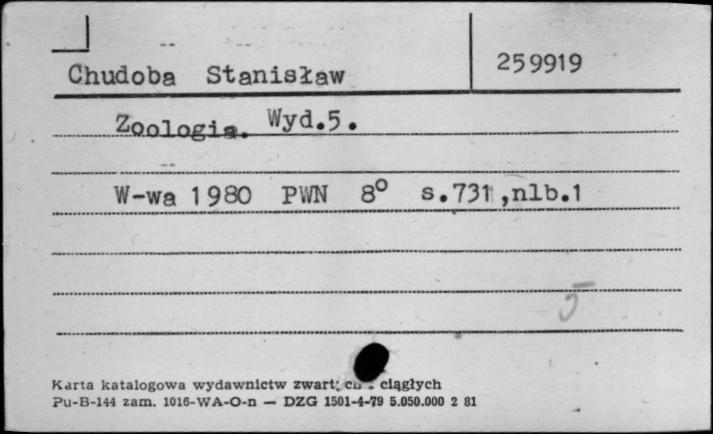 Chudoba Stanisław 259919
Zoologia. Wyd.5.
W-wa 1980 PWN 8° s.731,nlb.1
5
Karta katalogowa wydawnictw ciągłych
Pu-B-144 zam. 1016-WA-O-n — DZG 1501-4-79 5.050.000 2 81